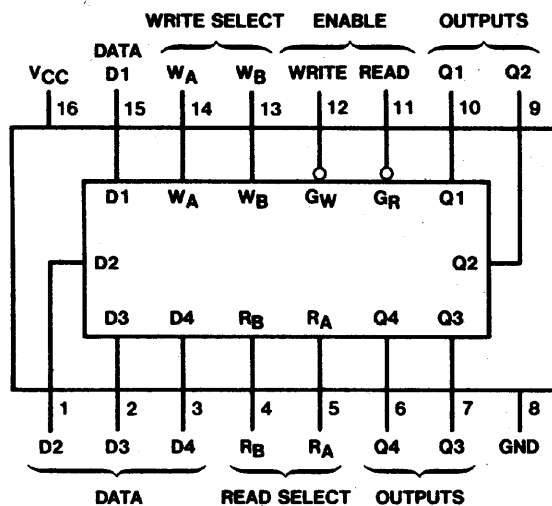 WRITE SELECT ENABLE OUTPUTS
DATA
VCC D1 WA WB WRITE READ Q1 Q2
16 15 14 13 12 11 10 9
D1 WA WB GW GR Q1
D2 Q2
D3 D4 RB RA Q4 Q3
1 2 3 4 5 6 7 8
D2 D3 D4 RB RA Q4 Q3 GND
DATA READ SELECT OUTPUTS